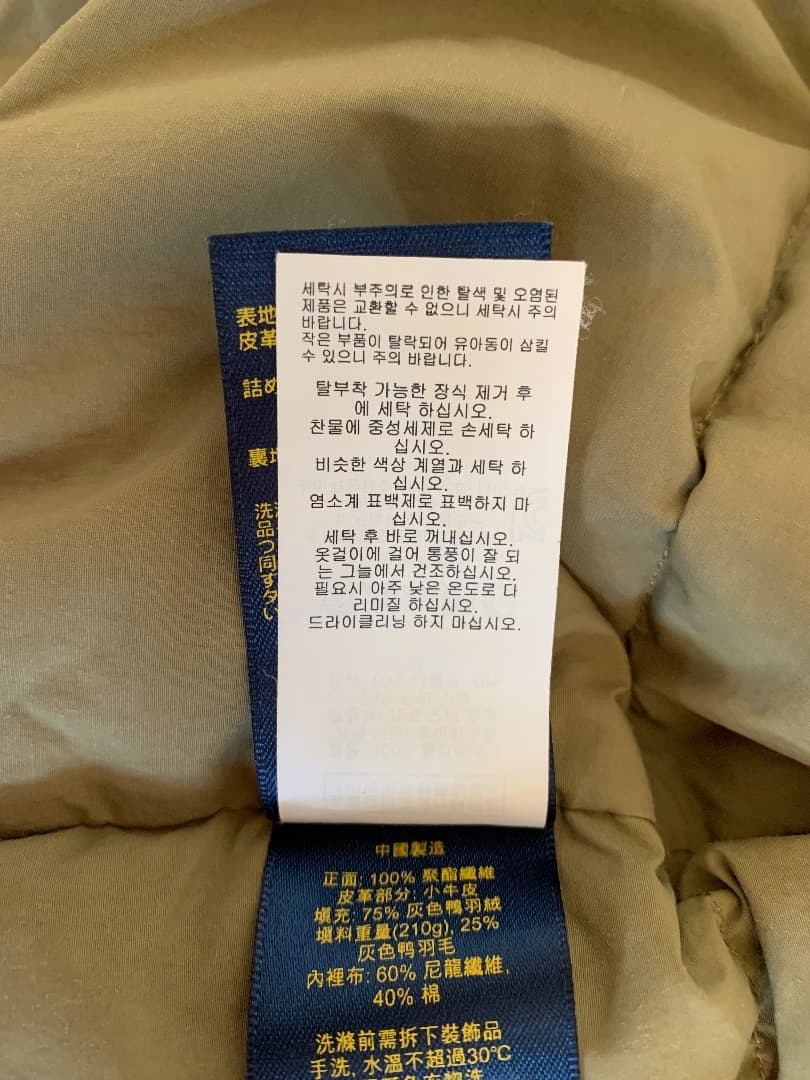 세탁시 부주의로 인한 탈색 및 오염된
제품은 교환할 수 없으니 세탁시 주의
바랍니다.
작은 부품이 탈락되어 유아동이 삼킬
수 있으니 주의 바랍니다.
탈부착 가능한 장식 제거 후
에 세탁 하십시오.
찬물에 중성세제로 손세탁 하
십시오.
비슷한 색상 계열과 세탁 하
십시오.
염소계 표백제로 표백하지 마
십시오.
세탁 후 바로 꺼내십시오.
옷걸이에 걸어 통풍이 잘 되
는 그늘에서 건조하십시오.
필요시 아주 낮은 온도로 다
리미질 하십시오.
드라이클리닝 하지 마십시오.
表地
皮革
詰め
裏地
洗
品
つ
同
す
タ
い
中國製造
正面: 100% 聚酯纖維
皮革部分: 小牛皮
填充: 75% 灰色鴨羽絨
填料重量(210g), 25%
灰色鴨羽毛
內裡布: 60% 尼龍纖維,
40% 棉
洗滌前需拆下裝飾品
手洗, 水溫不超過30℃